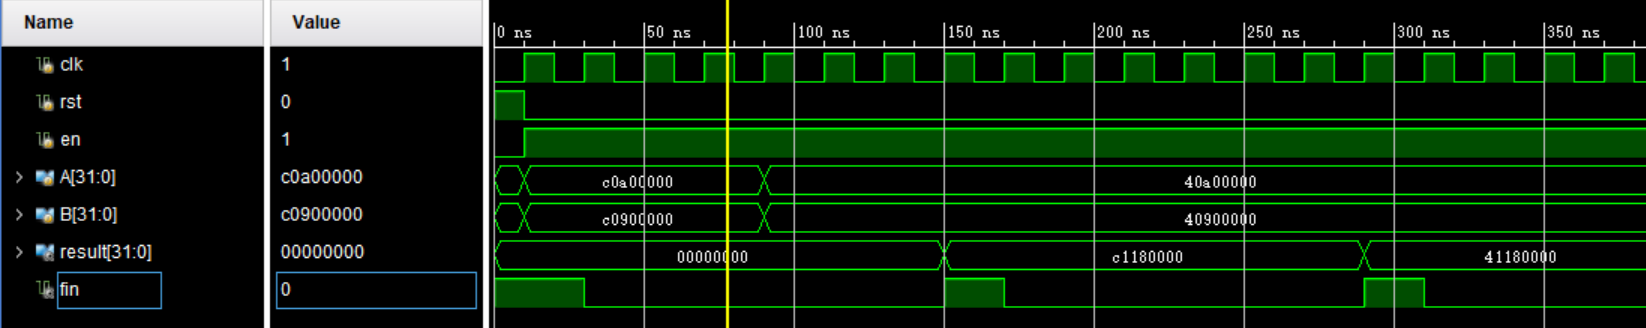 Name Value 0 ns 50 ns 100 ns 150 ns 200 ns 250 ns 300 ns 350 ns
clk 1
rst 0
en 1
A[31:0] c0a00000 c0a00000 40a00000
B[31:0] c0900000 c0900000 40900000
result[31:0] 00000000 00000000 c1180000 41180000
fin 0